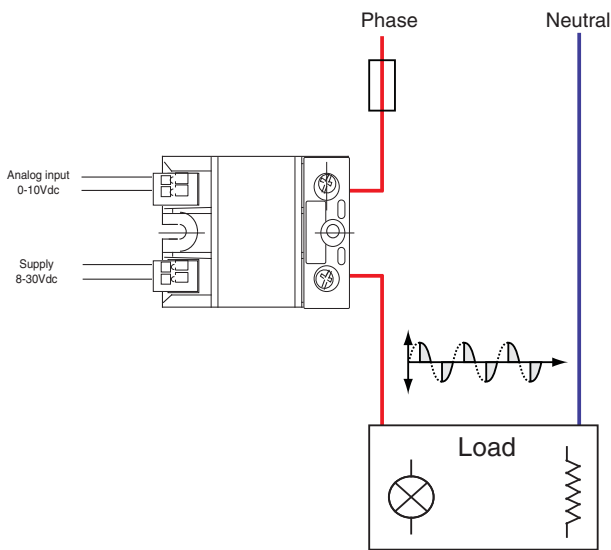 Phase
Neutral
Analog input
0-10Vdc
Supply
8-30Vdc
Load